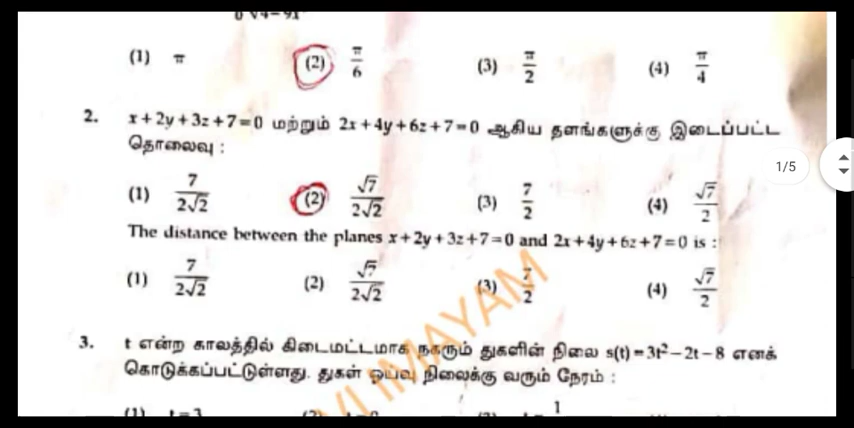 (1) π (2) π/6 (3) π/2 (4) π/4
2. x+2y+3z+7=0 மற்றும் 2x+4y+6z+7=0 ஆகிய தளங்களுக்கு இடைப்பட்ட
தொலைவு :
(1) 7/2√2 (2) √7/2√2 (3) 7/2 (4) √7/2
1/5
The distance between the planes x+2y+3z+7=0 and 2x+4y+6z+7=0 is :
(1) 7/2√2 (2) √7/2√2 (3) 7/2 (4) √7/2
3. t என்ற காலத்தில் கிடைமட்டமாக நகரும் துகளின் நிலை s(t)=3t²−2t−8 எனக்
கொடுக்கப்பட்டுள்ளது. துகள் ஓய்வு நிலைக்கு வரும் நேரம் :
IMAYAM